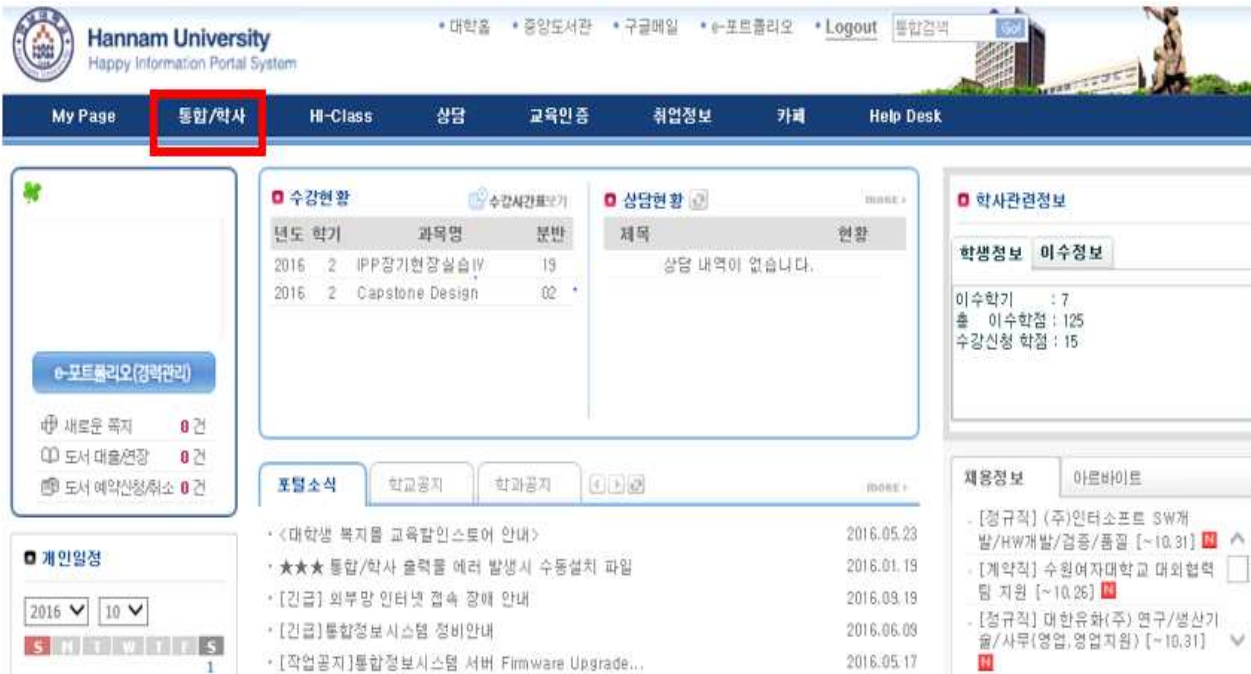 Hannam University
Happy Information Portal System
• 대학홈 • 중앙도서관 • 구글메일 • e-포트폴리오 • Logout 통합검색 Go!
My Page 통합/학사 HI-Class 상담 교육인증 취업정보 카페 Help Desk
e-포트폴리오(경력관리)
새로운 쪽지 0 건
도서 대출/연장 0 건
도서 예약신청/취소 0 건
개인일정
2016 10
S M T W T F S
1
수강현황 수강시간표보기
년도 학기 과목명 분반
2016 2 IPP장기현장실습IV 19
2016 2 Capstone Design 02
상담현황 more
제목 현황
상담 내역이 없습니다.
포털소식 학교공지 학과공지 more
· <대학생 복지몰 교육할인스토어 안내> 2016.05.23
· ★★★ 통합/학사 출력물 에러 발생시 수동설치 파일 2016.01.19
· [긴급] 외부망 인터넷 접속 장애 안내 2016.09.19
· [긴급]통합정보시스템 정비안내 2016.06.09
· [작업공지]통합정보시스템 서버 Firmware Upgrade... 2016.05.17
학사관련정보
학생정보 이수정보
이수학기 : 7
총 이수학점 : 125
수강신청 학점 : 15
채용정보 아르바이트
. [정규직] (주)인터소프트 SW개
발/HW개발/검증/품질 [~10.31] N
. [계약직] 수원여자대학교 대외협력
팀 지원 [~10.26] N
. [정규직] 대한유화(주) 연구/생산기
술/사무(영업,영업지원) [~10.31]
N